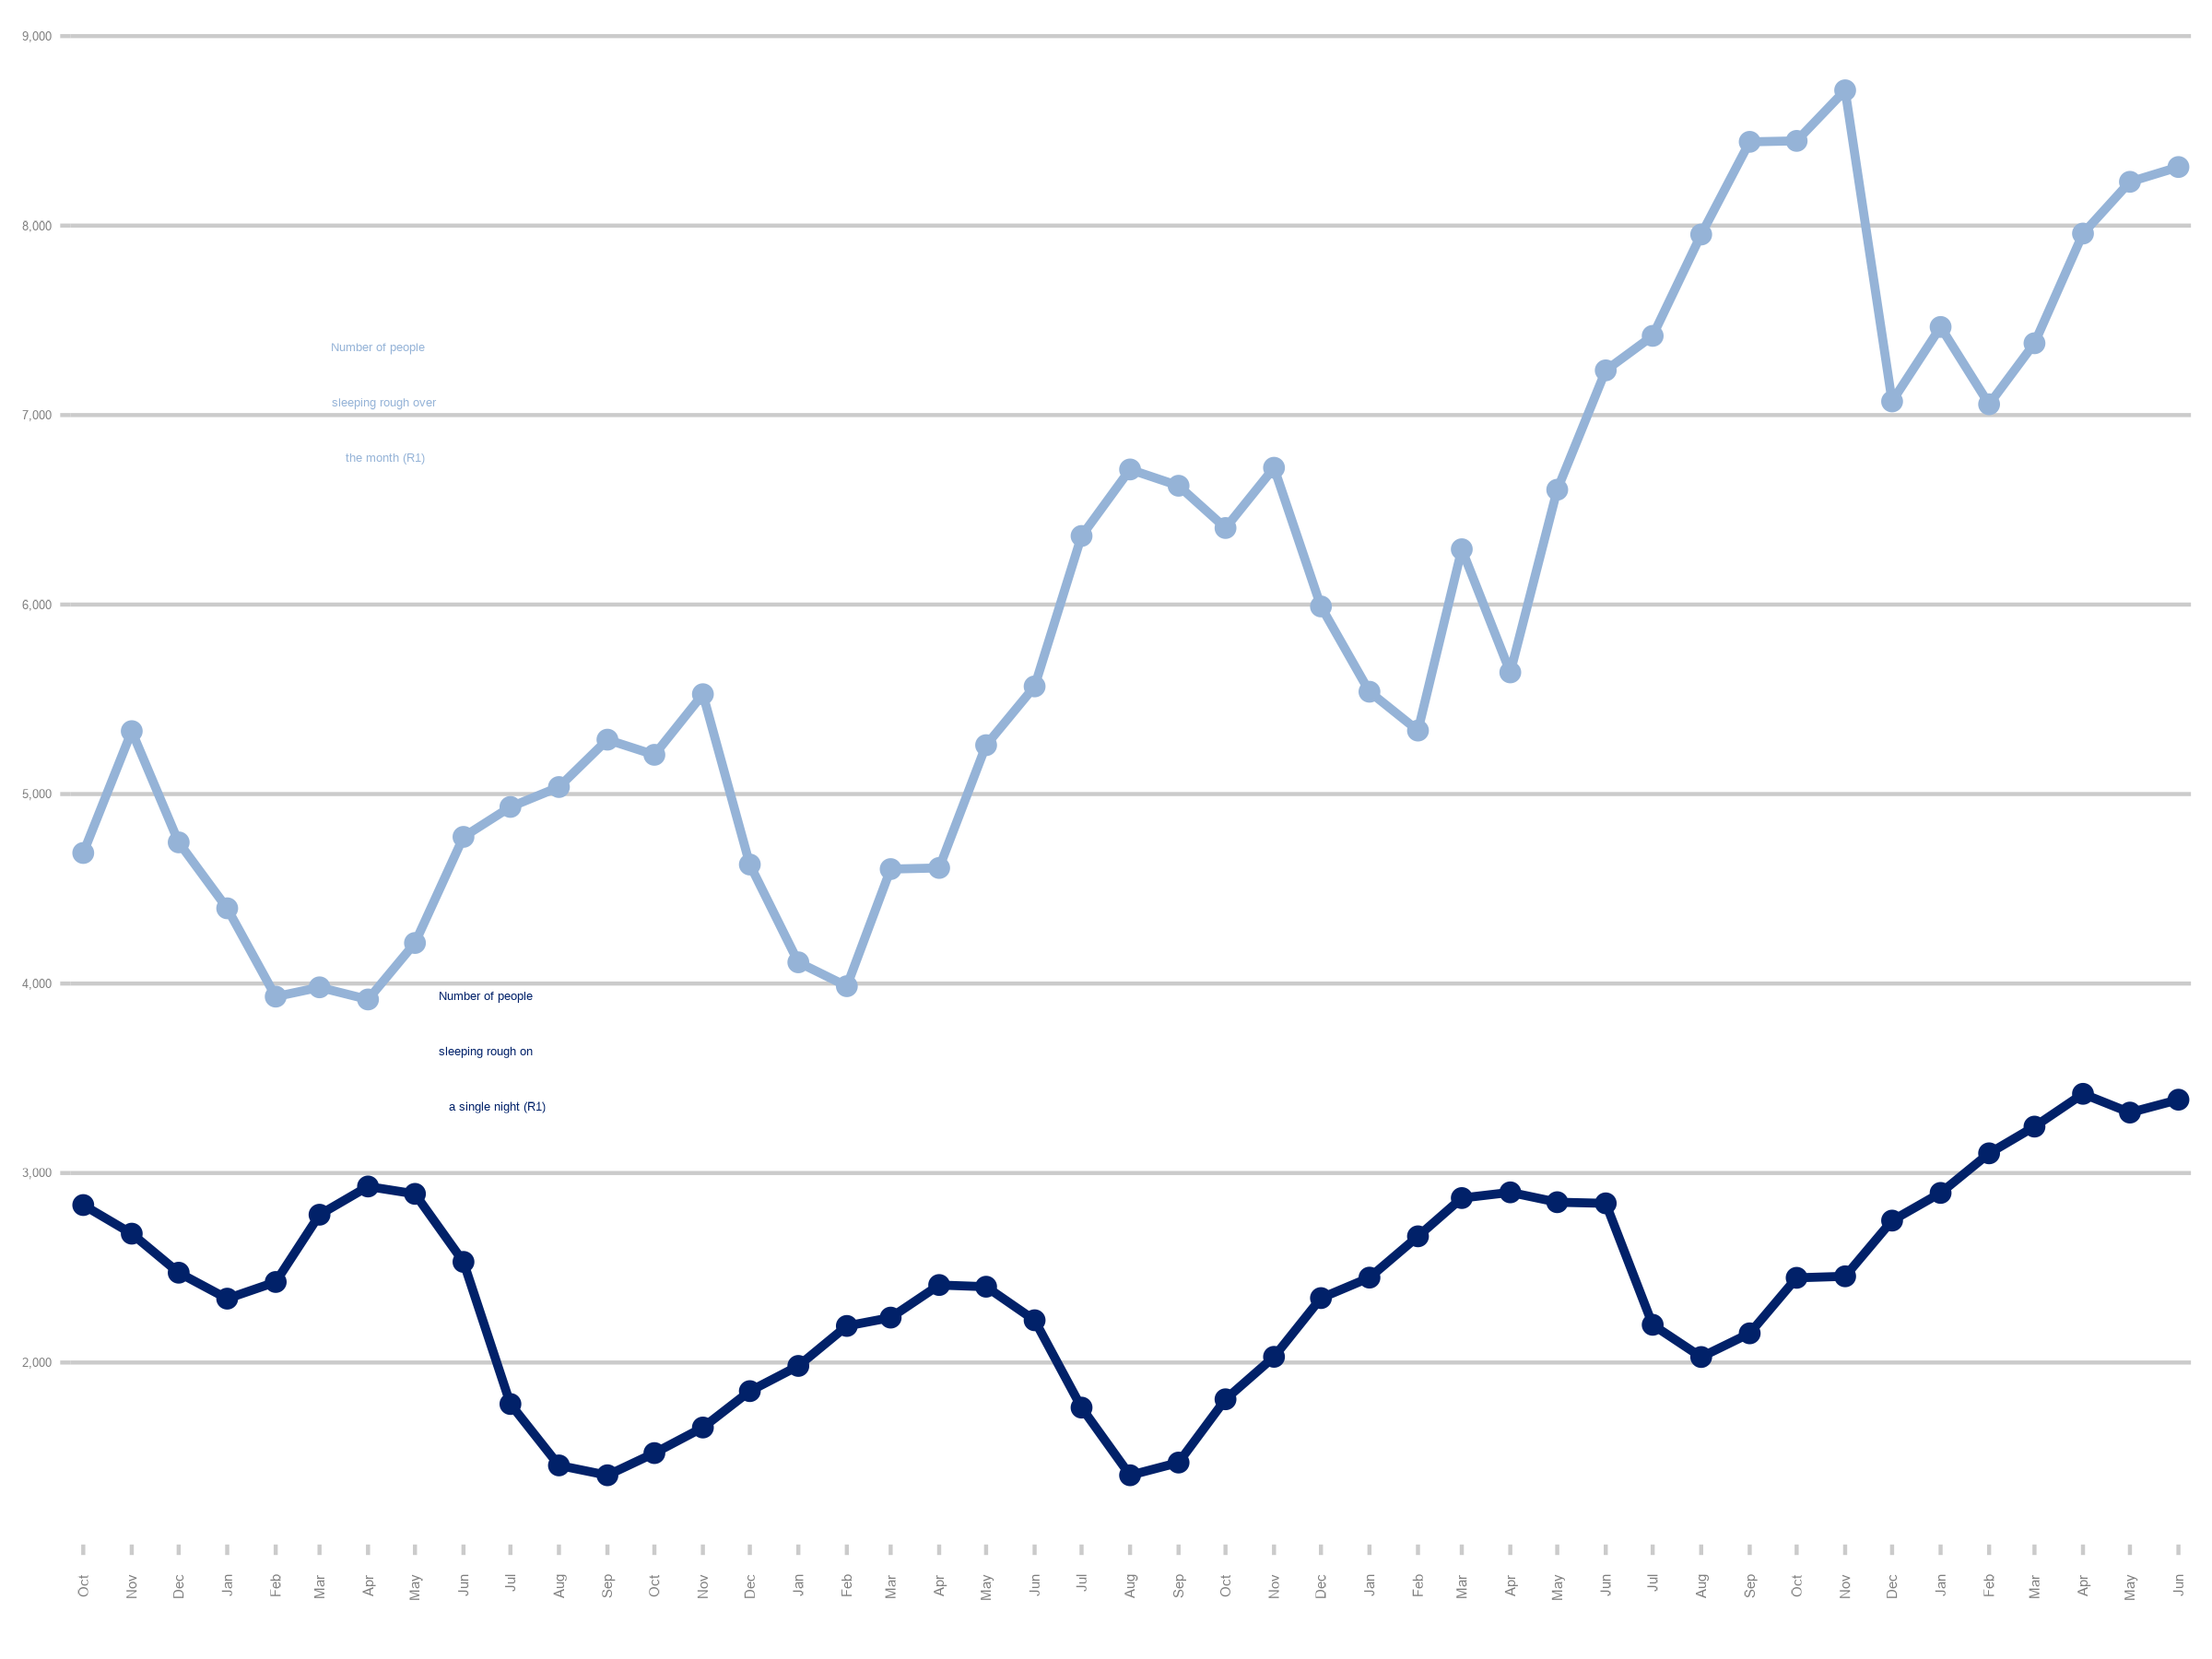 9,000
8,000
Number of people
sleeping rough over
7,000
the month (R1)
6,000
5,000
4,000
Number of people
sleeping rough on
a single night (R1)
3,000
2,000
Oct Nov Dec Jan Feb Mar Apr May Jun Jul Aug Sep Oct Nov Dec Jan Feb Mar Apr May Jun Jul Aug Sep Oct Nov Dec Jan Feb Mar Apr May Jun Jul Aug Sep Oct Nov Dec Jan Feb Mar Apr May Jun